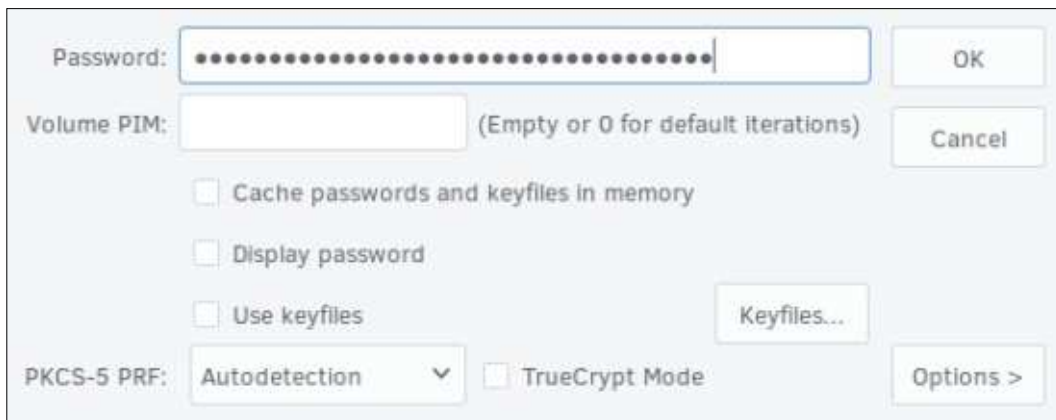 Password: ●●●●●●●●●●●●●●●●●●●●●●●●●●●●●●●●●●● OK
Volume PIM: (Empty or 0 for default iterations)
Cancel
Cache passwords and keyfiles in memory
Display password
Use keyfiles Keyfiles...
PKCS-5 PRF: Autodetection TrueCrypt Mode Options >